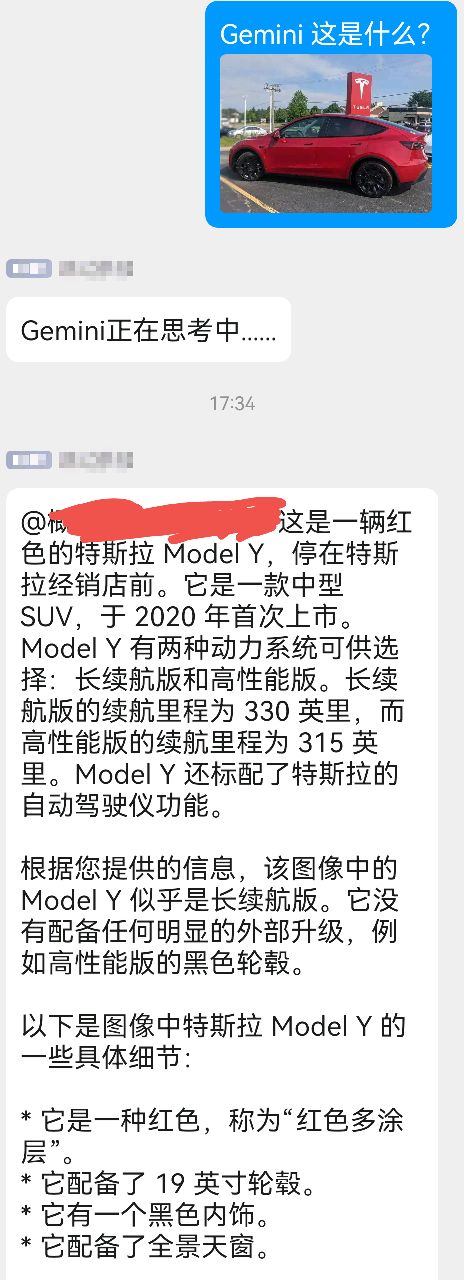 Gemini 这是什么?
TESLA
Gemini正在思考中......
17:34
@概
这是一辆红
色的特斯拉 Model Y，停在特斯
拉经销店前。它是一款中型
SUV，于 2020 年首次上市。
Model Y 有两种动力系统可供选
择：长续航版和高性能版。长续
航版的续航里程为 330 英里，而
高性能版的续航里程为 315 英
里。Model Y 还标配了特斯拉的
自动驾驶仪功能。
根据您提供的信息，该图像中的
Model Y 似乎是长续航版。它没
有配备任何明显的外部升级，例
如高性能版的黑色轮毂。
以下是图像中特斯拉 Model Y 的
一些具体细节：
* 它是一种红色，称为“红色多涂
层”。
* 它配备了 19 英寸轮毂。
* 它有一个黑色内饰。
* 它配备了全景天窗。